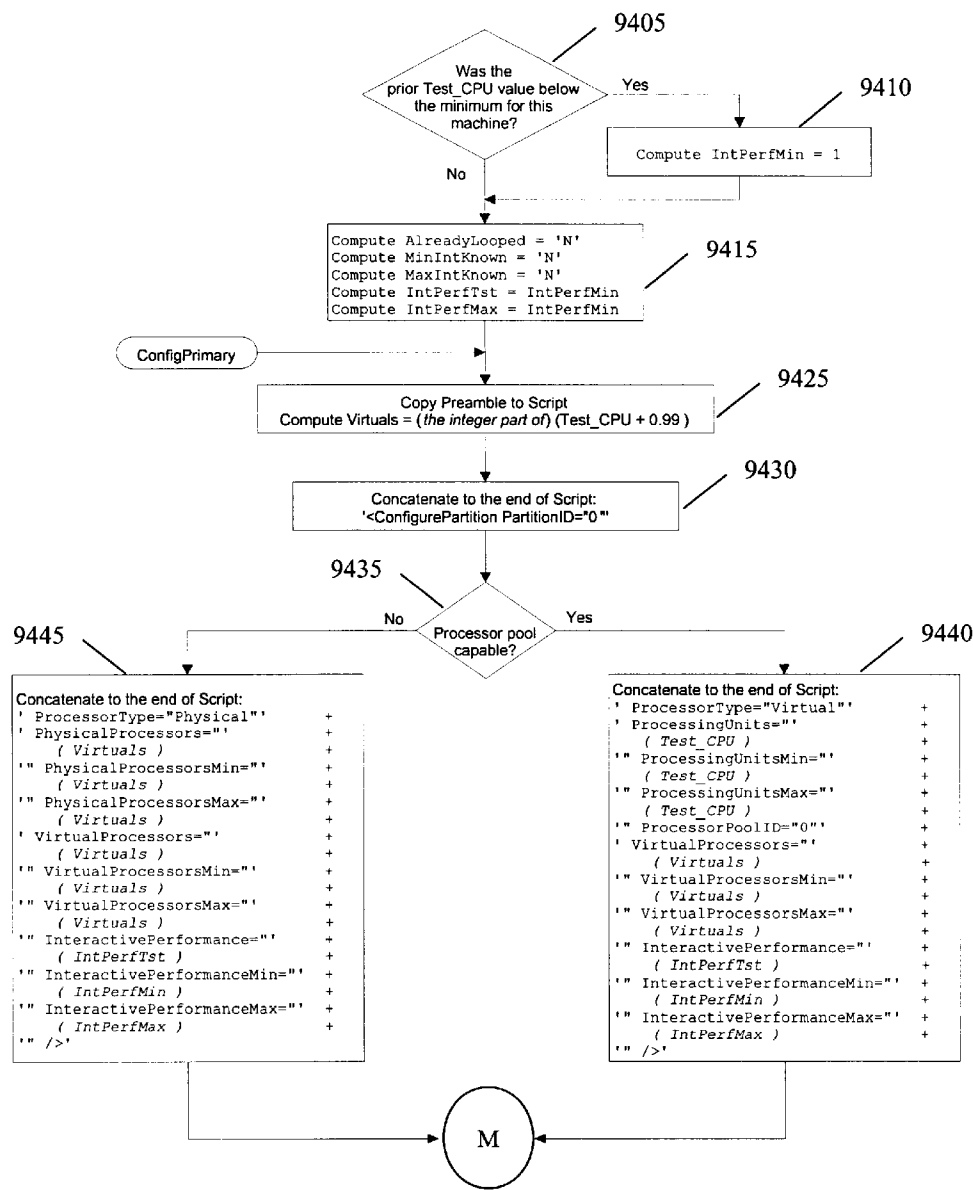 9405
Was the
prior Test_CPU value below
the minimum for this
machine?
Yes
9410
Compute IntPerfMin = 1
No
Compute AlreadyLooped = 'N'
Compute MinIntKnown = 'N'
Compute MaxIntKnown = 'N'
Compute IntPerfTst = IntPerfMin
Compute IntPerfMax = IntPerfMin
9415
ConfigPrimary
9425
Copy Preamble to Script
Compute Virtuals = (the integer part of) (Test_CPU + 0.99 )
9430
Concatenate to the end of Script:
'<ConfigurePartition PartitionID="0"'
9435
No
Processor pool
capable?
Yes
9445
Concatenate to the end of Script:
' ProcessorType="Physical"' +
' PhysicalProcessors="' +
( Virtuals ) +
'" PhysicalProcessorsMin="' +
( Virtuals ) +
'" PhysicalProcessorsMax="' +
( Virtuals ) +
' VirtualProcessors="' +
( Virtuals ) +
'" VirtualProcessorsMin="' +
( Virtuals ) +
'" VirtualProcessorsMax="' +
( Virtuals ) +
'" InteractivePerformance="' +
( IntPerfTst ) +
'" InteractivePerformanceMin="' +
( IntPerfMin ) +
'" InteractivePerformanceMax="' +
( IntPerfMax ) +
'" />'
9440
Concatenate to the end of Script:
' ProcessorType="Virtual"' +
' ProcessingUnits="' +
( Test_CPU ) +
'" ProcessingUnitsMin="' +
( Test_CPU ) +
'" ProcessingUnitsMax="' +
( Test_CPU ) +
'" ProcessorPoolID="0"' +
' VirtualProcessors="' +
( Virtuals ) +
'" VirtualProcessorsMin="' +
( Virtuals ) +
'" VirtualProcessorsMax="' +
( Virtuals ) +
'" InteractivePerformance="' +
( IntPerfTst ) +
'" InteractivePerformanceMin="' +
( IntPerfMin ) +
'" InteractivePerformanceMax="' +
( IntPerfMax ) +
'" />'
M